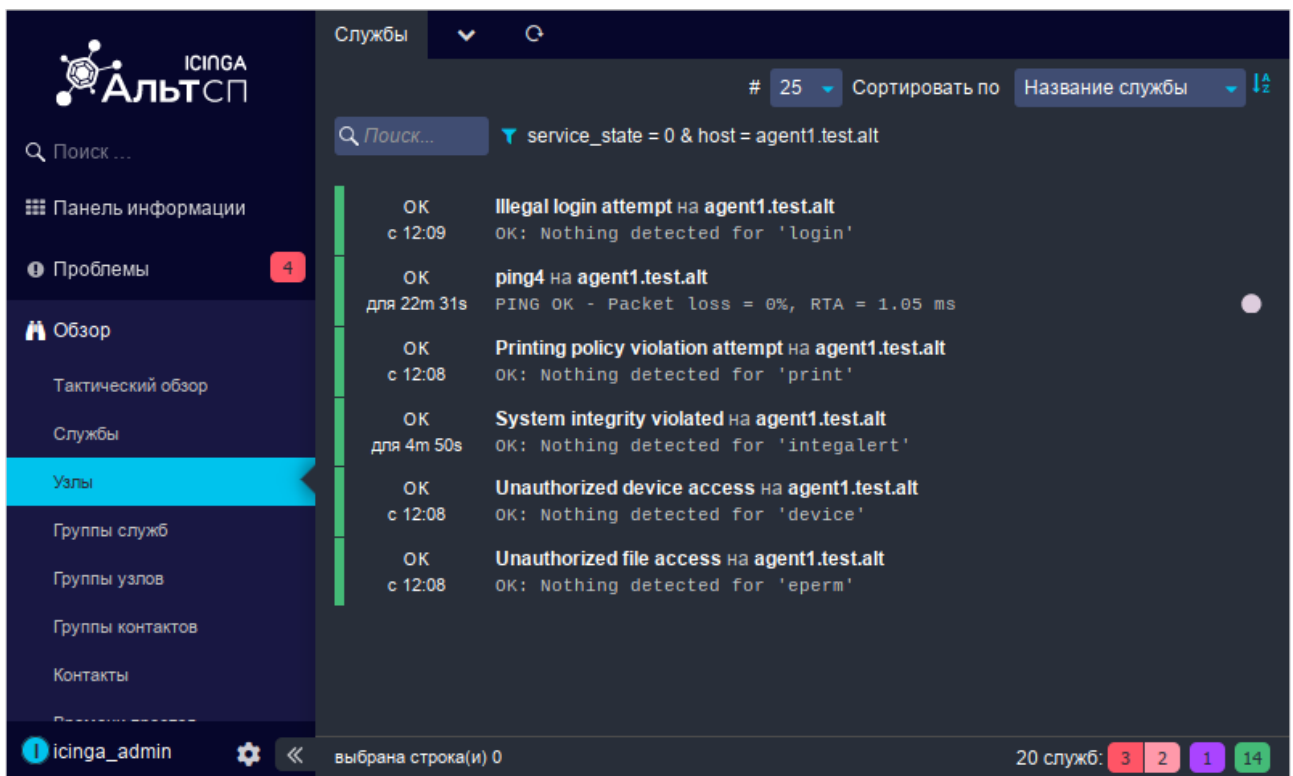 ICINGA
АЛЬТСП
Поиск ...
Панель информации
Проблемы
4
Обзор
Тактический обзор
Службы
Узлы
Группы служб
Группы узлов
Группы контактов
Контакты
I icinga_admin
Службы
# 25 Сортировать по Название службы
Поиск...
service_state = 0 & host = agent1.test.alt
OK Illegal login attempt на agent1.test.alt
с 12:09 OK: Nothing detected for 'login'
OK ping4 на agent1.test.alt
для 22m 31s PING OK - Packet loss = 0%, RTA = 1.05 ms
OK Printing policy violation attempt на agent1.test.alt
с 12:08 OK: Nothing detected for 'print'
OK System integrity violated на agent1.test.alt
для 4m 50s OK: Nothing detected for 'integalert'
OK Unauthorized device access на agent1.test.alt
с 12:08 OK: Nothing detected for 'device'
OK Unauthorized file access на agent1.test.alt
с 12:08 OK: Nothing detected for 'eperm'
выбрана строка(и) 0
20 служб: 3 2 1 14